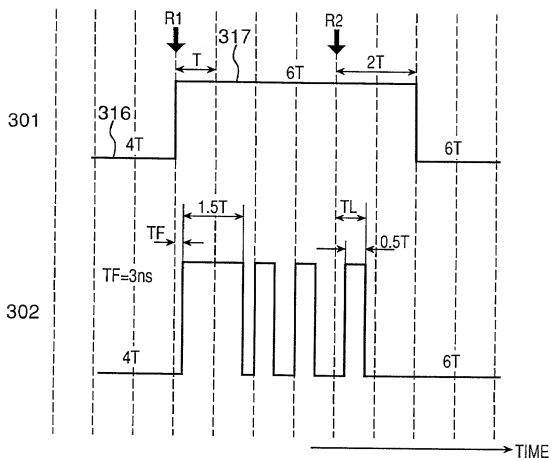 R1
R2
T
317
6T
2T
301
316
4T
6T
1.5T
TL
TF
0.5T
TF=3ns
302
4T
6T
TIME